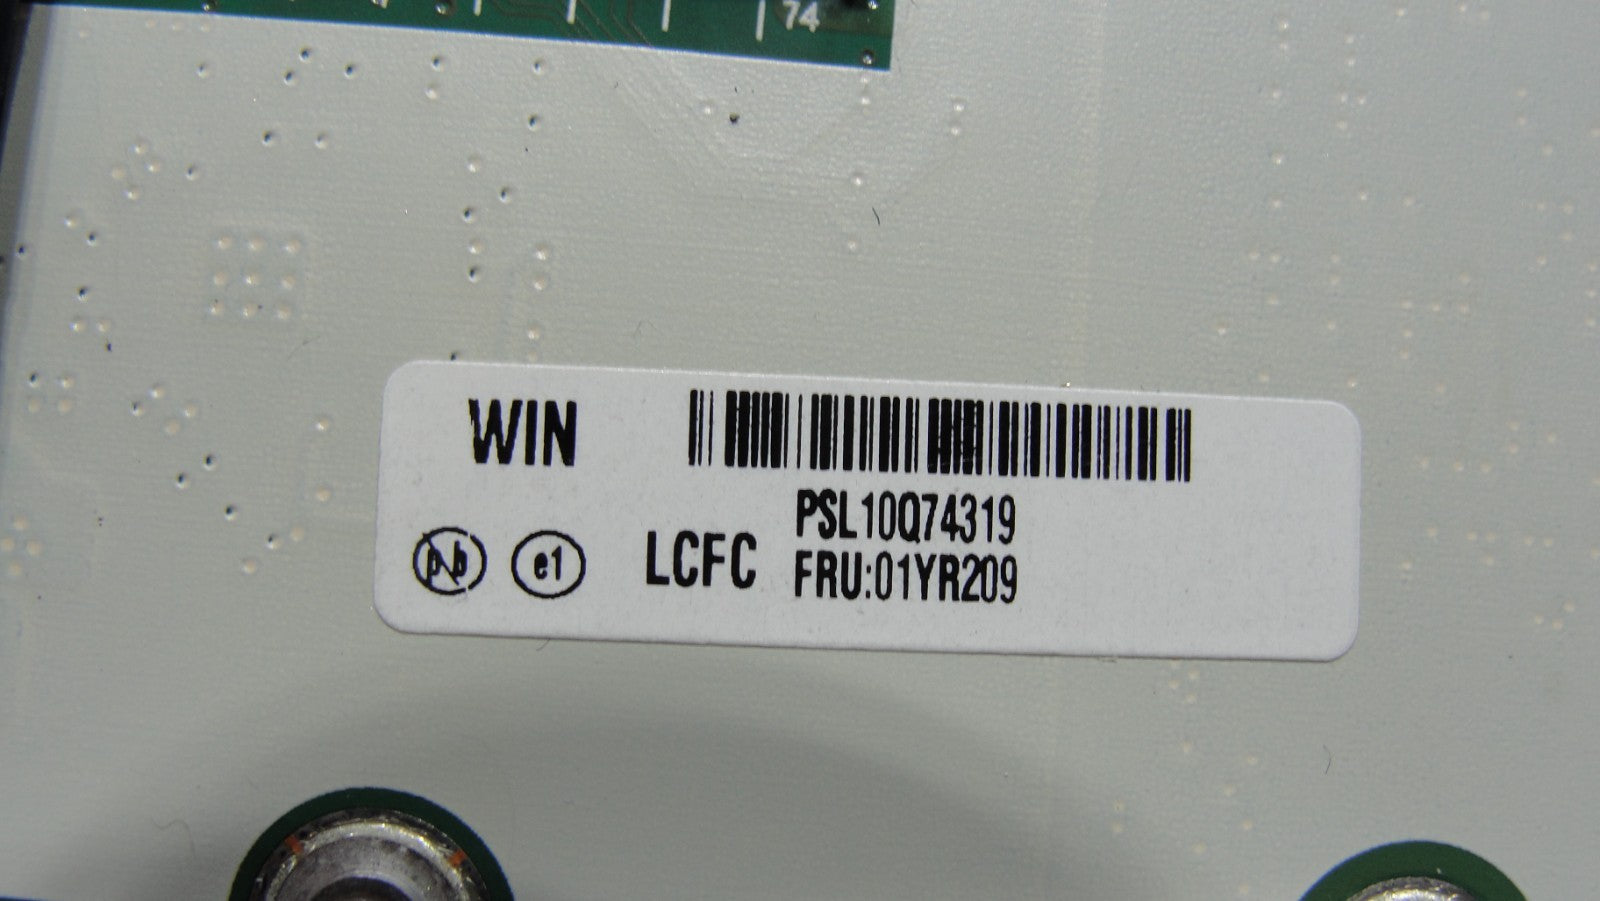 74
WIN
PSL10Q74319
Pb e1 LCFC FRU:01YR209